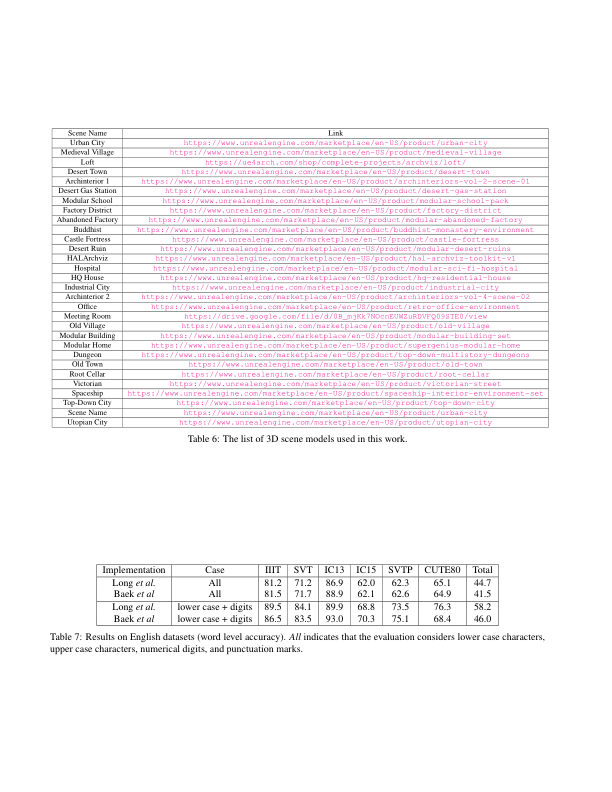 Scene Name Link
Urban City https://www.unrealengine.com/marketplace/en-US/product/urban-city
Medieval Village https://www.unrealengine.com/marketplace/en-US/product/medieval-village
Loft https://ue4arch.com/shop/complete-projects/archviz/loft/
Desert Town https://www.unrealengine.com/marketplace/en-US/product/desert-town
Archinterior 1 https://www.unrealengine.com/marketplace/en-US/product/archinteriors-vol-2-scene-01
Desert Gas Station https://www.unrealengine.com/marketplace/en-US/product/desert-gas-station
Modular School https://www.unrealengine.com/marketplace/en-US/product/modular-school-pack
Factory District https://www.unrealengine.com/marketplace/en-US/product/factory-district
Abandoned Factory https://www.unrealengine.com/marketplace/en-US/product/modular-abandoned-factory
Buddhist https://www.unrealengine.com/marketplace/en-US/product/buddhist-monastery-environment
Castle Fortress https://www.unrealengine.com/marketplace/en-US/product/castle-fortress
Desert Ruin https://www.unrealengine.com/marketplace/en-US/product/modular-desert-ruins
HALArchviz https://www.unrealengine.com/marketplace/en-US/product/hal-archviz-toolkit-v1
Hospital https://www.unrealengine.com/marketplace/en-US/product/modular-sci-fi-hospital
HQ House https://www.unrealengine.com/marketplace/en-US/product/hq-residential-house
Industrial City https://www.unrealengine.com/marketplace/en-US/product/industrial-city
Archinterior 2 https://www.unrealengine.com/marketplace/en-US/product/archinteriors-vol-4-scene-02
Office https://www.unrealengine.com/marketplace/en-US/product/retro-office-environment
Meeting Room
Old Village https://www.unrealengine.com/marketplace/en-US/product/old-village
Modular Building https://www.unrealengine.com/marketplace/en-US/product/modular-building-set
Modular Home https://www.unrealengine.com/marketplace/en-US/product/supergenius-modular-home
Dungeon https://www.unrealengine.com/marketplace/en-US/product/top-down-multistory-dungeons
Old Town https://www.unrealengine.com/marketplace/en-US/product/old-town
Root Cellar https://www.unrealengine.com/marketplace/en-US/product/root-cellar
Victorian https://www.unrealengine.com/marketplace/en-US/product/victorian-street
Spaceship https://www.unrealengine.com/marketplace/en-US/product/spaceship-interior-environment-set
Top-Down City https://www.unrealengine.com/marketplace/en-US/product/top-down-city
Scene Name https://www.unrealengine.com/marketplace/en-US/product/urban-city
Utopian City https://www.unrealengine.com/marketplace/en-US/product/utopian-city
Table 6: The list of 3D scene models used in this work.
Implementation Case IIIT SVT IC13 IC15 SVTP CUTE80 Total
Long et al. All 81.2 71.2 86.9 62.0 62.3 65.1 44.7
Baek et al All 81.5 71.7 88.9 62.1 62.6 64.9 41.5
Long et al. lower case + digits 89.5 84.1 89.9 68.8 73.5 76.3 58.2
Baek et al lower case + digits 86.5 83.5 93.0 70.3 75.1 68.4 46.0
Table 7: Results on English datasets (word level accuracy). All indicates that the evaluation considers lower case characters,
upper case characters, numerical digits, and punctuation marks.